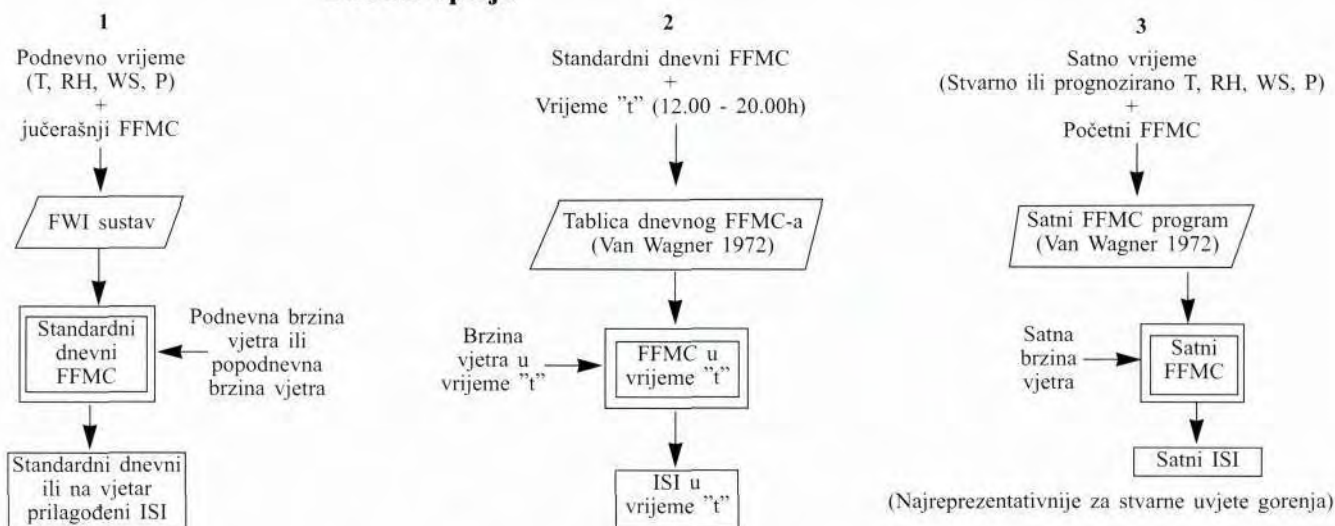 1
Podnevno vrijeme
(T, RH, WS, P)
+
jučerašnji FFMC
FWI sustav
Standardni
dnevni
FFMC
Podnevna brzina
vjetra ili
popodnevna
brzina vjetra
Standardni dnevni
ili na vjetar
prilagođeni ISI
2
Standardni dnevni FFMC
+
Vrijeme ”t” (12.00 - 20.00h)
Tablica dnevnog FFMC-a
(Van Wagner 1972)
Brzina
vjetra u
vrijeme ”t”
FFMC u
vrijeme ”t”
ISI u
vrijeme ”t”
3
Satno vrijeme
(Stvarno ili prognozirano T, RH, WS, P)
+
Početni FFMC
Satni FFMC program
(Van Wagner 1972)
Satna
brzina
vjetra
Satni
FFMC
Satni ISI
(Najreprezentativnije za stvarne uvjete gorenja)